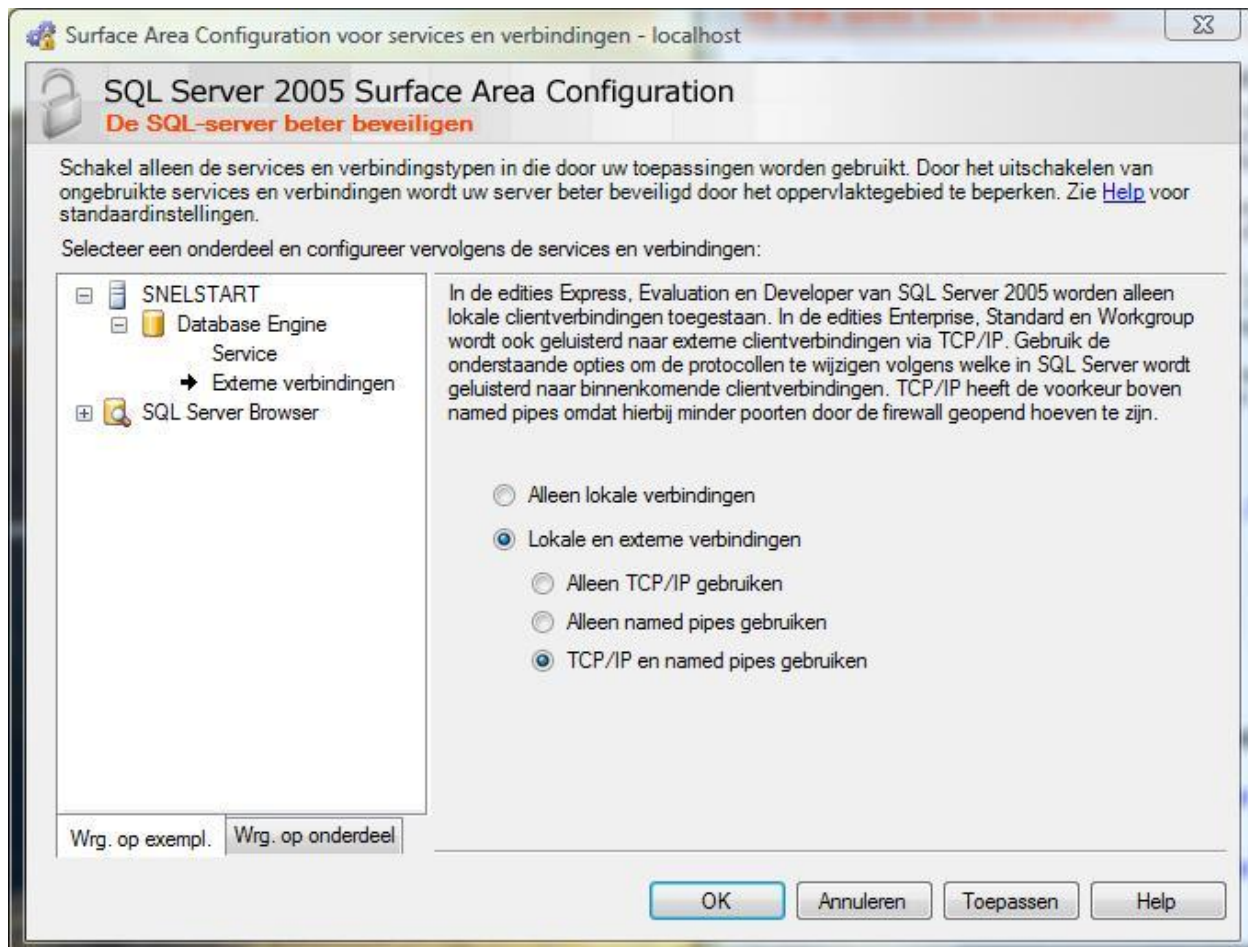 Surface Area Configuration voor services en verbindingen - localhost
SQL Server 2005 Surface Area Configuration
De SQL-server beter beveiligen
Schakel alleen de services en verbindingstypen in die door uw toepassingen worden gebruikt. Door het uitschakelen van
ongebruikte services en verbindingen wordt uw server beter beveiligd door het oppervlaktegebied te beperken. Zie Help voor
standaardinstellingen.
Selecteer een onderdeel en configureer vervolgens de services en verbindingen:
SNELSTART
Database Engine
Service
Externe verbindingen
SQL Server Browser
Wrg. op exempl.
Wrg. op onderdeel
In de edities Express, Evaluation en Developer van SQL Server 2005 worden alleen
lokale clientverbindingen toegestaan. In de edities Enterprise, Standard en Workgroup
wordt ook geluisterd naar externe clientverbindingen via TCP/IP. Gebruik de
onderstaande opties om de protocollen te wijzigen volgens welke in SQL Server wordt
geluisterd naar binnenkomende clientverbindingen. TCP/IP heeft de voorkeur boven
named pipes omdat hierbij minder poorten door de firewall geopend hoeven te zijn.
Alleen lokale verbindingen
Lokale en externe verbindingen
Alleen TCP/IP gebruiken
Alleen named pipes gebruiken
TCP/IP en named pipes gebruiken
OK
Annuleren
Toepassen
Help